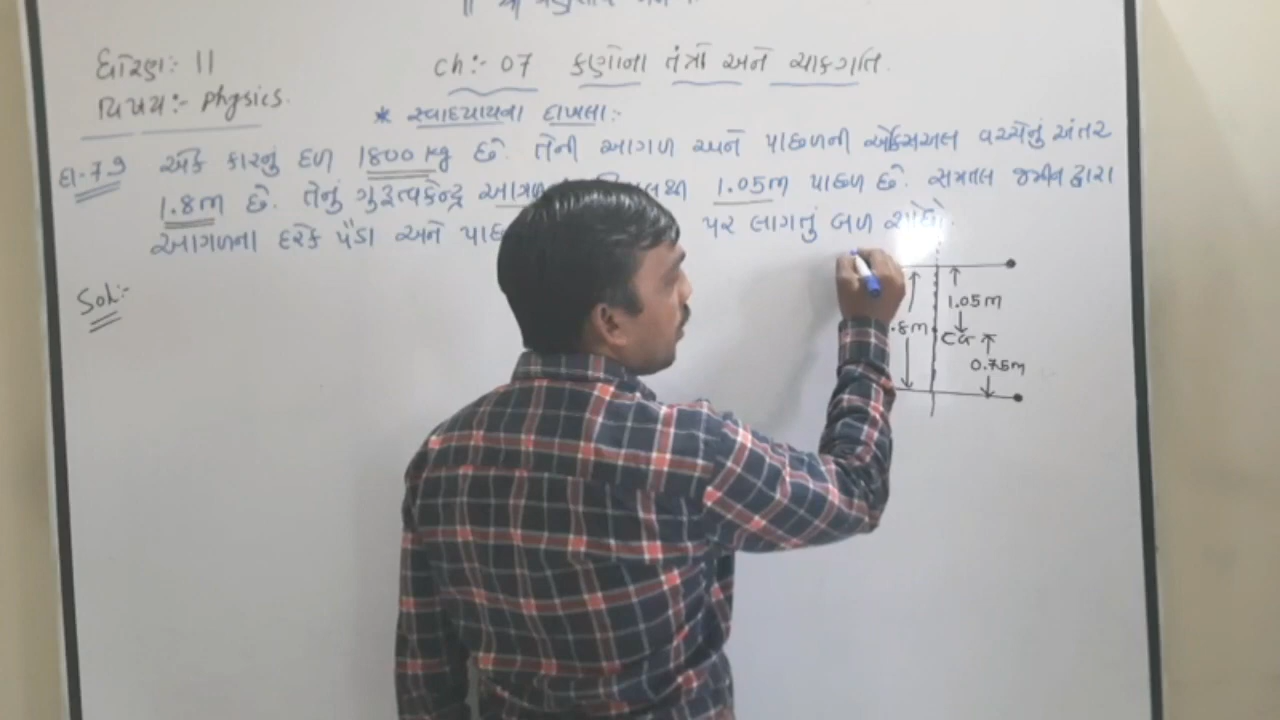 ધોરણ:- 11
ch:- 07 કણોના તંત્રો અને ચાકગતિ.
વિષય:- Physics.
* સ્વાધ્યાયના દાખલા:-
દા-7.9 એક કારનું દળ 1800 kg છે. તેની આગળ અને પાછળની એક્સિઅલ વચ્ચેનું અંતર
1.8m છે. તેનું ગુરુત્વકેન્દ્ર 1.05m પાછળ છે. સમતલ જમીન દ્વારા
આગળના દરેક પૈડા અને પર લાગતું બળ
Sol:-
1.05m
.8m
CG
0.75m